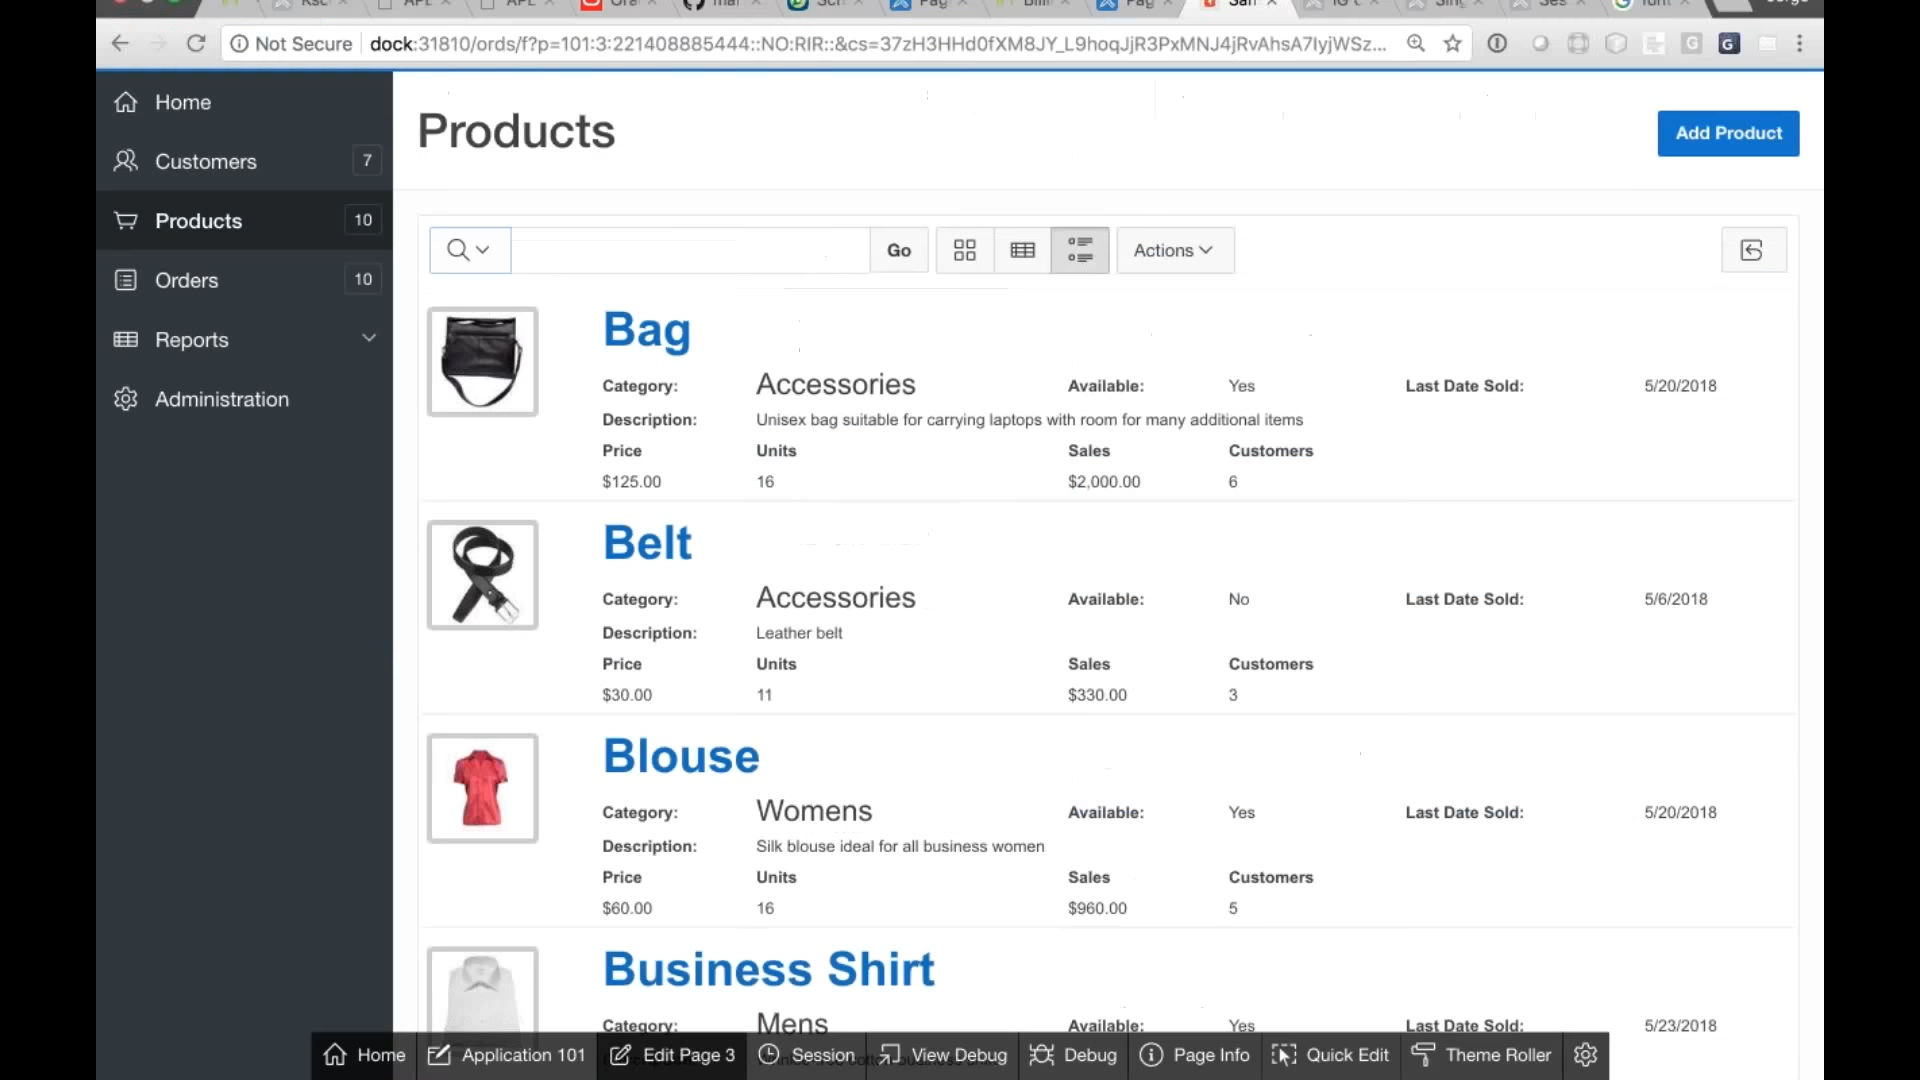 Not Secure dock:31810/ords/f?p=101:3:221408885444::NO:RIR::&cs=37zH3HHd0fXM8JY_L9hoqJjR3PxMNJ4jRvAhsA7IyjWSz...
Home
Customers 7
Products 10
Orders 10
Reports
Administration
Products
Add Product
Go
Actions
Bag
Category: Accessories Available: Yes Last Date Sold: 5/20/2018
Description: Unisex bag suitable for carrying laptops with room for many additional items
Price Units Sales Customers
$125.00 16 $2,000.00 6
Belt
Category: Accessories Available: No Last Date Sold: 5/6/2018
Description: Leather belt
Price Units Sales Customers
$30.00 11 $330.00 3
Blouse
Category: Womens Available: Yes Last Date Sold: 5/20/2018
Description: Silk blouse ideal for all business women
Price Units Sales Customers
$60.00 16 $960.00 5
Business Shirt
Category: Mens Available: Yes Last Date Sold: 5/23/2018
Home Application 101 Edit Page 3 Session View Debug Debug Page Info Quick Edit Theme Roller